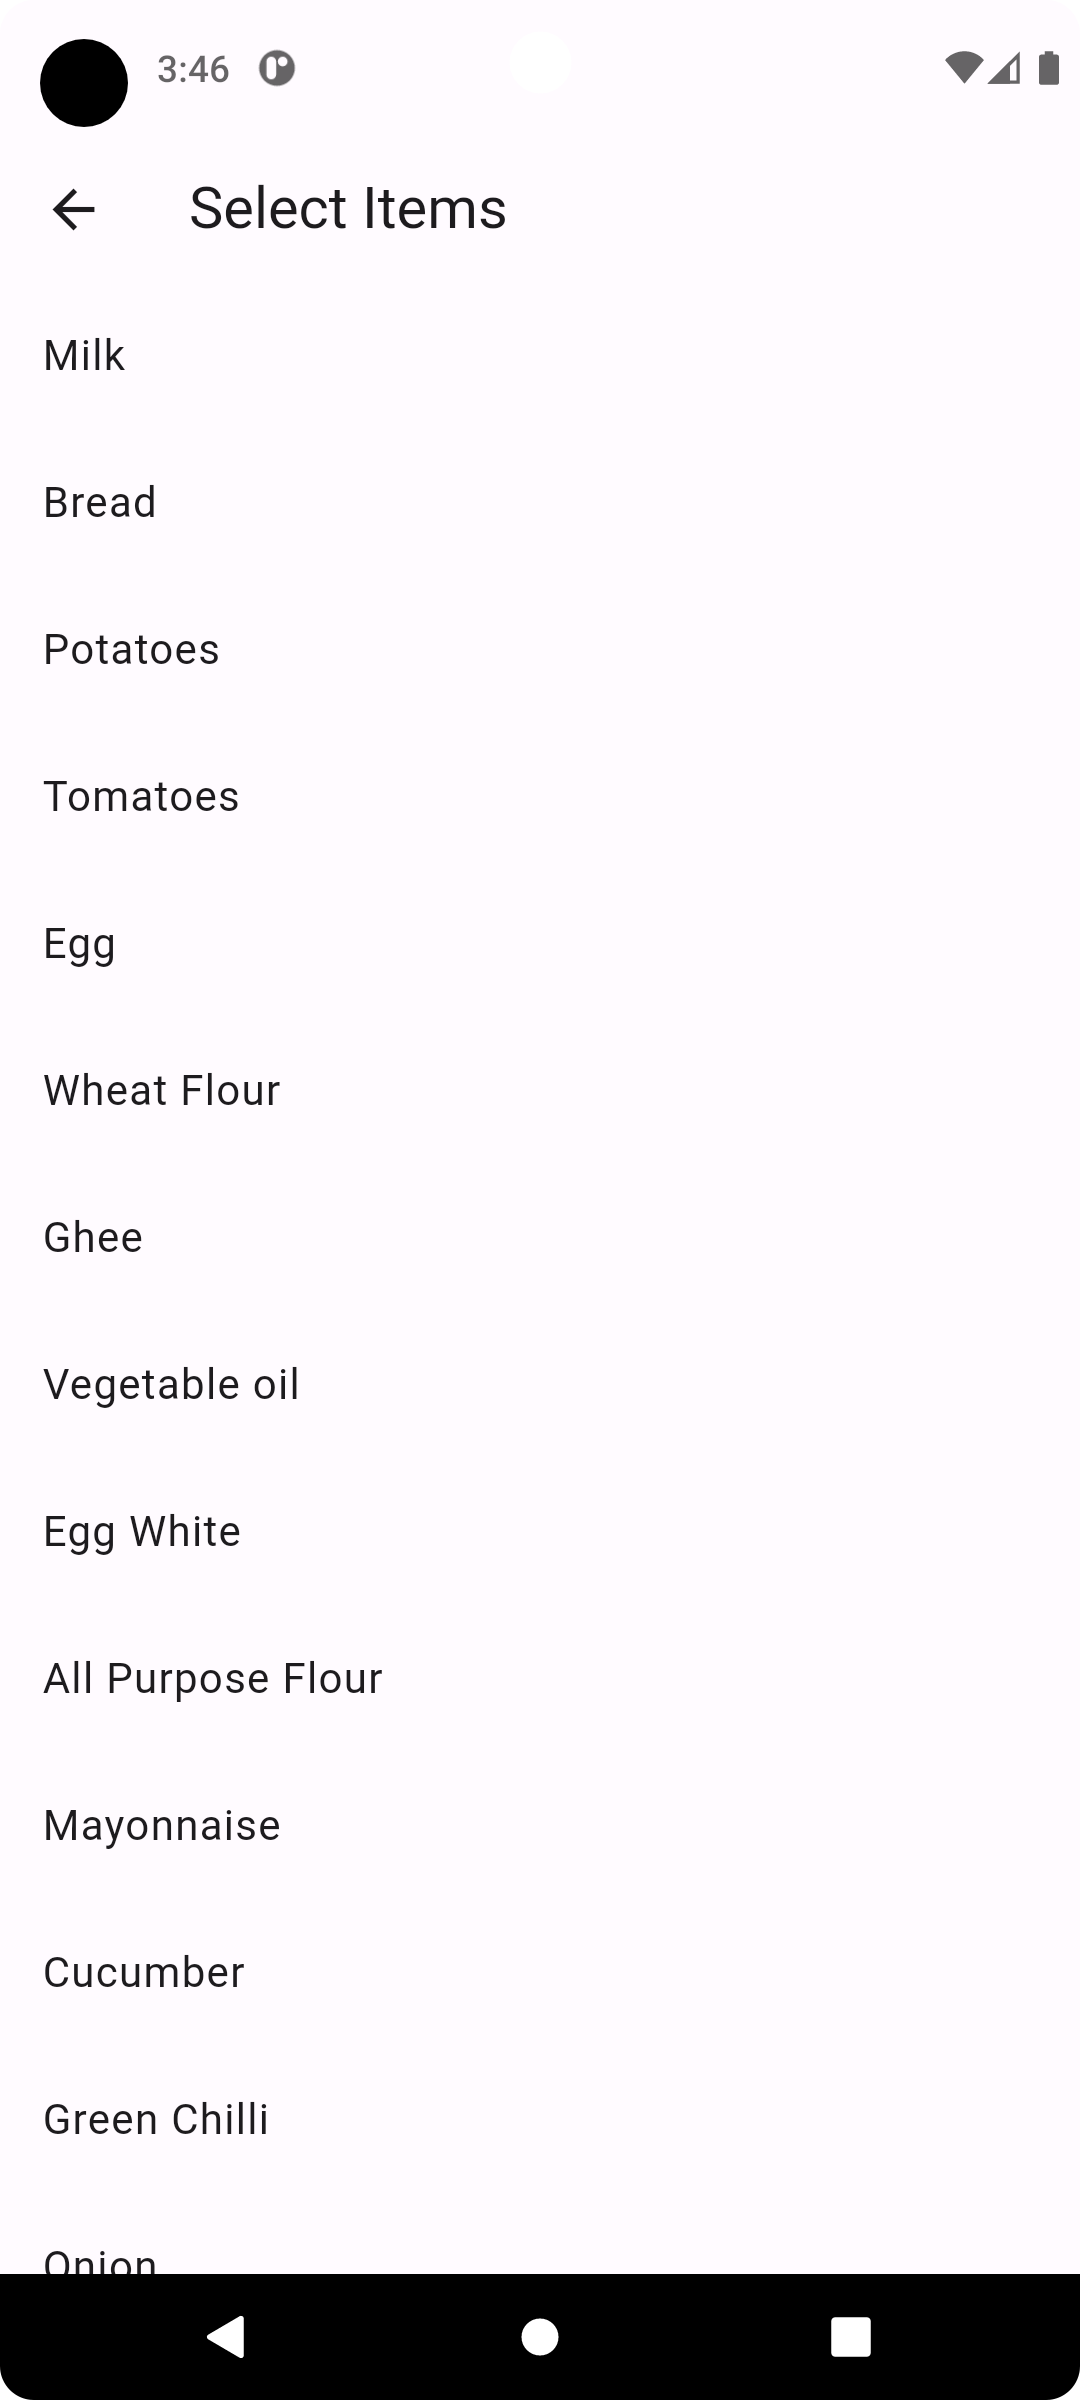 3:46
Select Items
Milk
Bread
Potatoes
Tomatoes
Egg
Wheat Flour
Ghee
Vegetable oil
Egg White
All Purpose Flour
Mayonnaise
Cucumber
Green Chilli
Onion